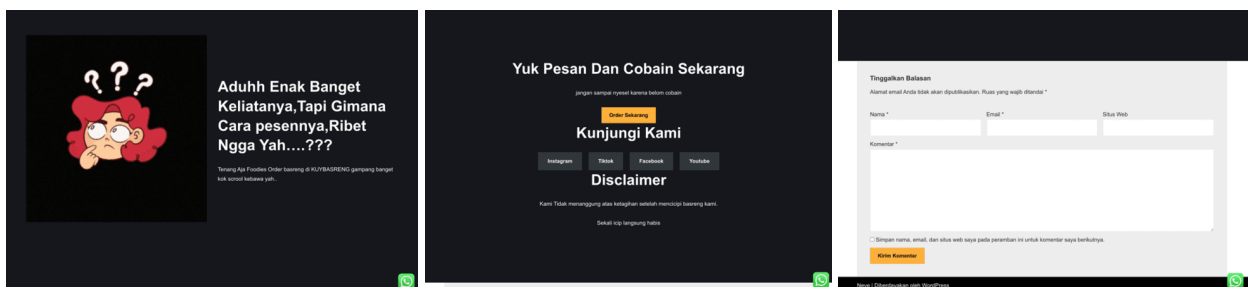 ? ? ?
Aduhh Enak Banget
Keliatanya,Tapi Gimana
Cara pesennya,Ribet
Ngga Yah....???
Tenang Aja Foodies Order basreng di KUYBASRENG gampang banget
kok scrool kebawa yah..
Yuk Pesan Dan Cobain Sekarang
jangan sampai nyesel karena belom cobain
Order Sekarang
Kunjungi Kami
Instagram Tiktok Facebook Youtube
Disclaimer
Kami Tidak menanggung atas ketagihan setelah mencicipi basreng kami.
Sekali icip langsung habis
Tinggalkan Balasan
Alamat email Anda tidak akan dipublikasikan. Ruas yang wajib ditandai *
Nama * Email * Situs Web
Komentar *
Simpan nama, email, dan situs web saya pada peramban ini untuk komentar saya berikutnya.
Kirim Komentar
Neve | Diberdayakan oleh WordPress